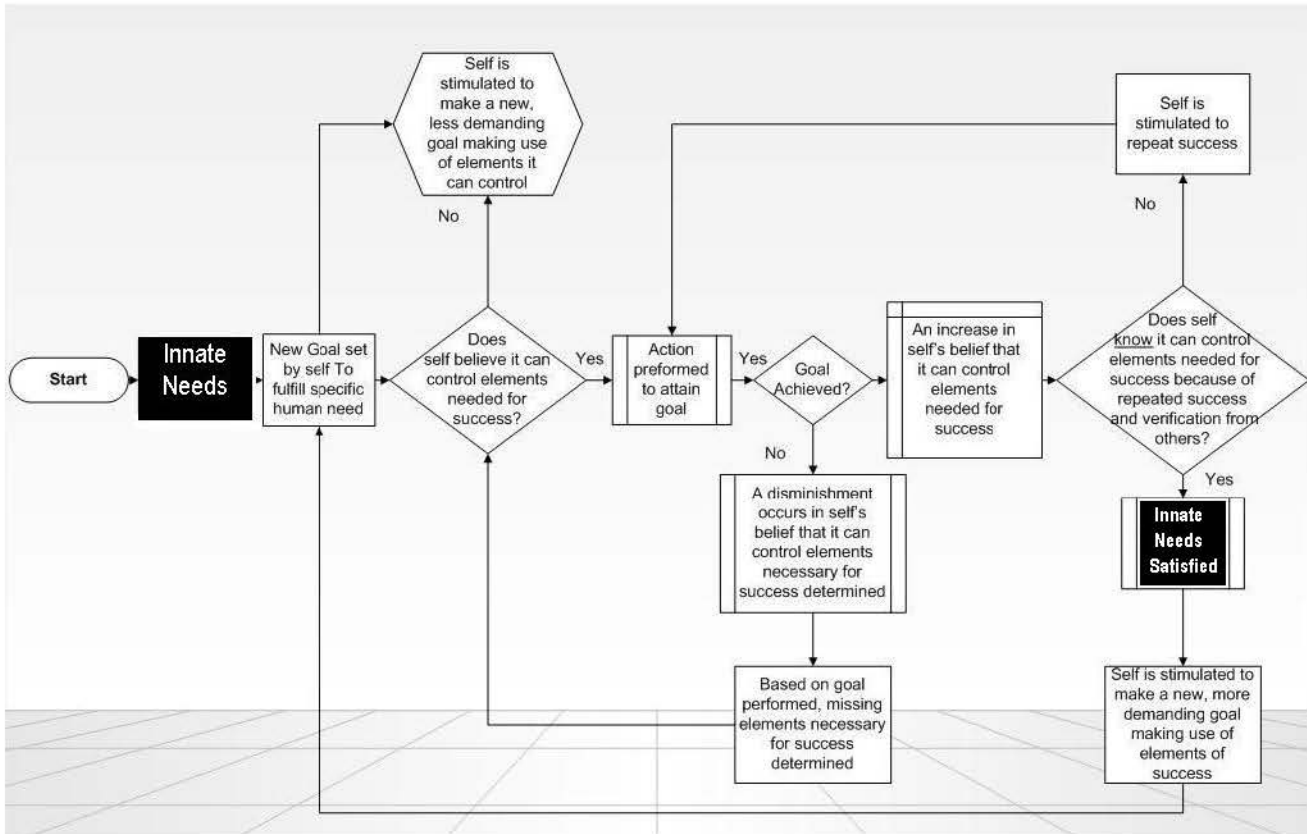 Self is
stimulated to
make a new,
less demanding
goal making use
of elements it
can control
Self is
stimulated to
repeat success
No
No
Start
Innate
Needs
New Goal set
by self To
fulfill specific
human need
Does
self believe it can
control elements
needed for
success?
Yes
Action
preformed
to attain
goal
Yes
Goal
Achieved?
An increase in
self's belief that
it can control
elements
needed for
success
Does self
know it can control
elements needed for
success because of
repeated success
and verification from
others?
No
Yes
A disminishment
occurs in self's
belief that it can
control elements
necessary for
success determined
Innate
Needs
Satisfied
Based on goal
performed, missing
elements necessary
for success
determined
Self is stimulated to
make a new, more
demanding goal
making use of
elements of
success